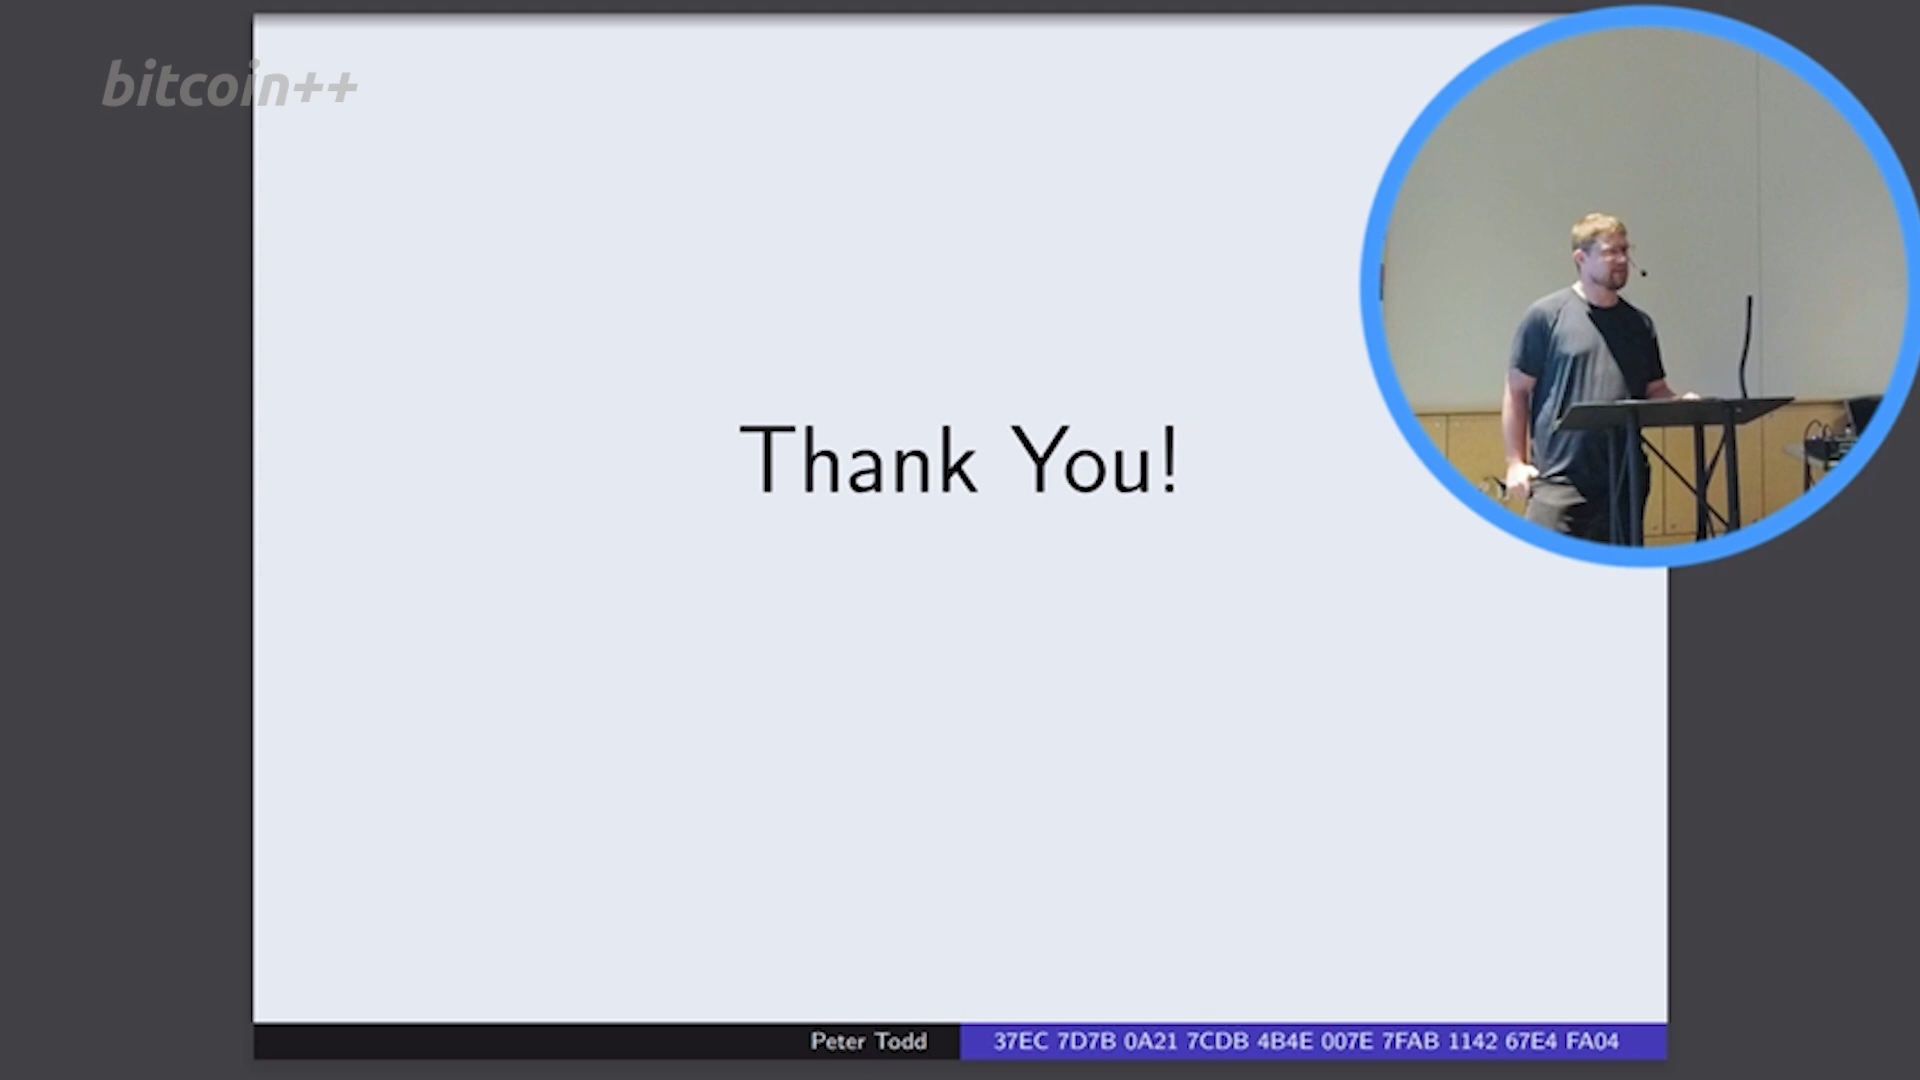 bitcoin++
Thank You!
Peter Todd
37EC 7D7B 0A21 7CDB 4B4E 007E 7FAB 1142 67E4 FA04